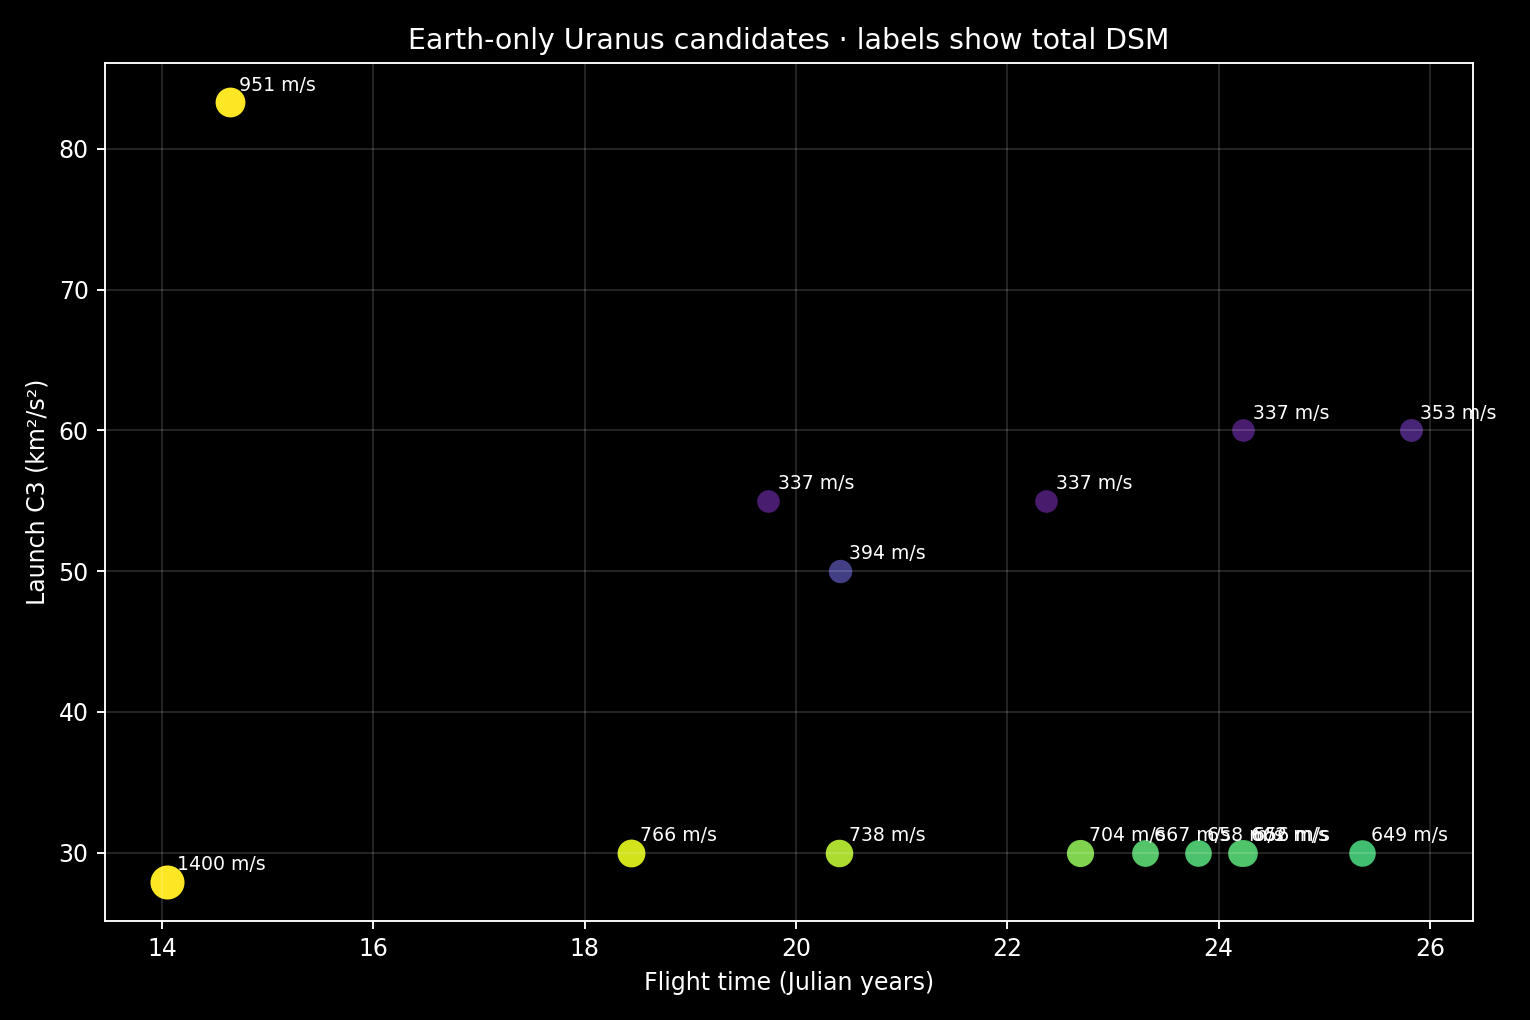 Earth-only Uranus candidates · labels show total DSM
951 m/s
80
70
Launch C3 (km²/s²)
60
337 m/s
353 m/s
337 m/s
337 m/s
50
394 m/s
40
30
766 m/s
738 m/s
704 m/s
667 m/s
658 m/s
649 m/s
1400 m/s
14
16
18
20
22
24
26
Flight time (Julian years)